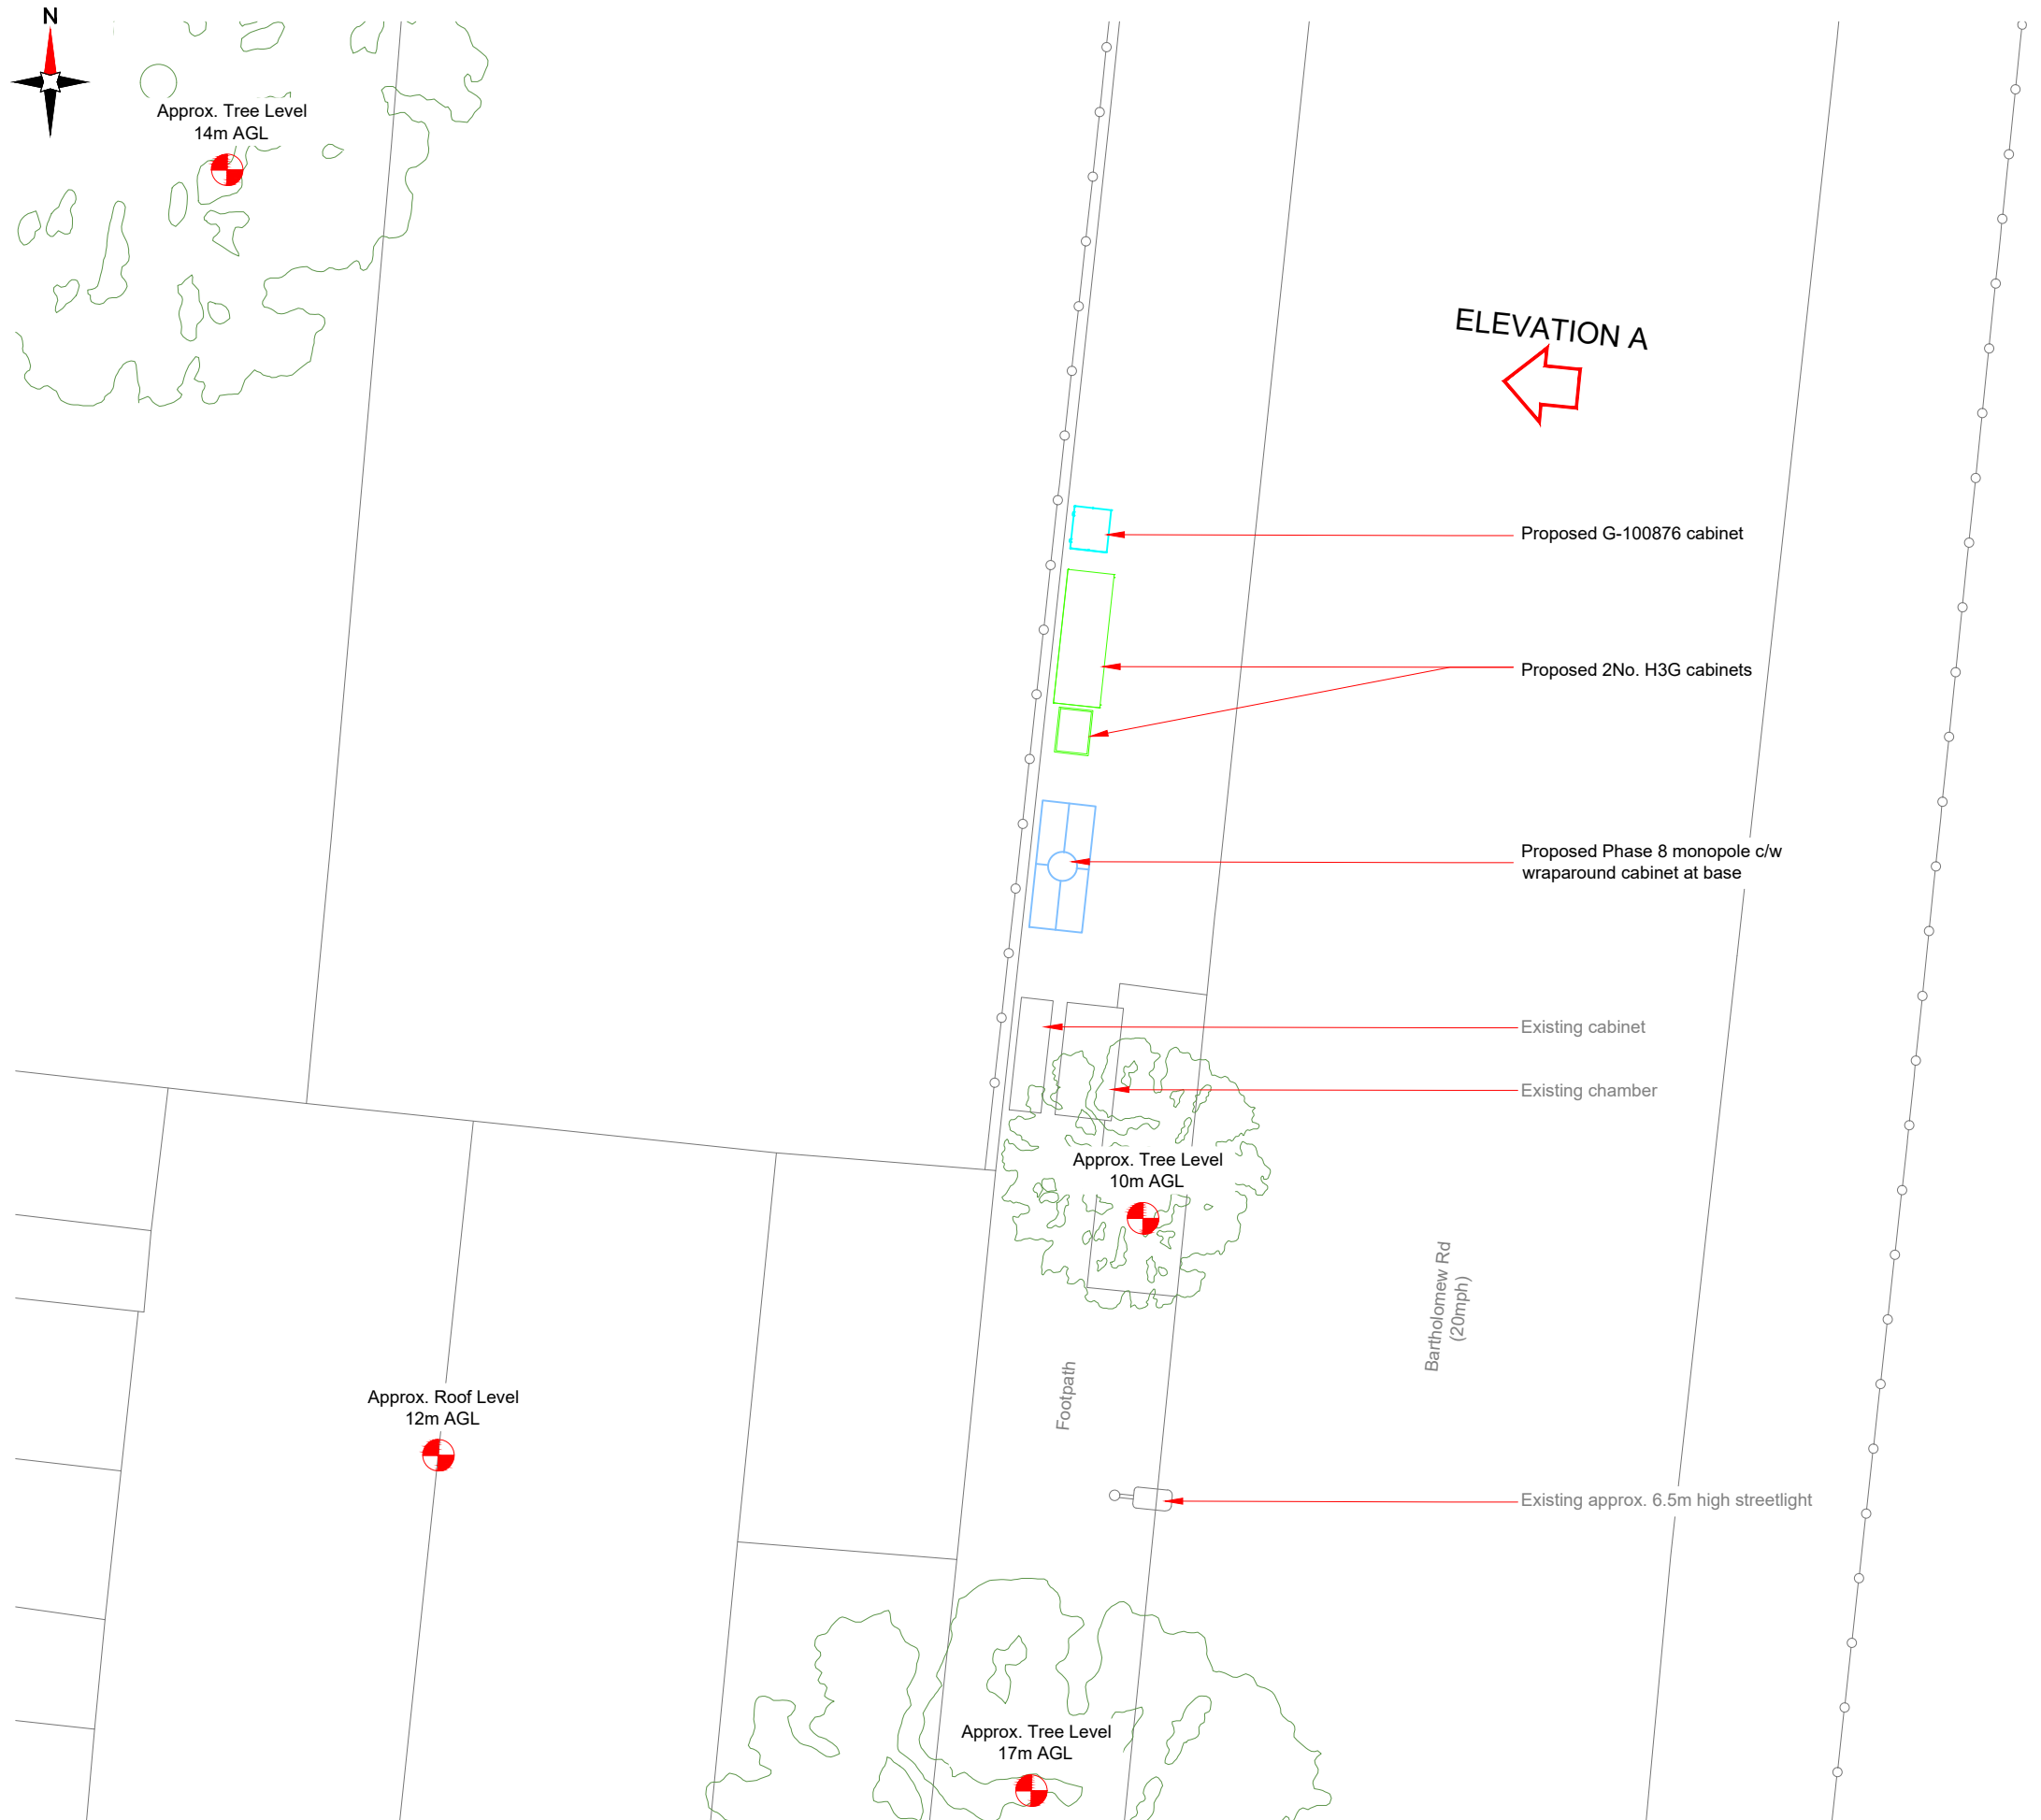 N
Approx. Tree Level
14m AGL
ELEVATION A
Proposed G-100876 cabinet
Proposed 2No. H3G cabinets
Proposed Phase 8 monopole c/w
wraparound cabinet at base
Existing cabinet
Existing chamber
Approx. Tree Level
10m AGL
Bartholomew Rd
(20mph)
Footpath
Approx. Roof Level
12m AGL
Existing approx. 6.5m high streetlight
Approx. Tree Level
17m AGL